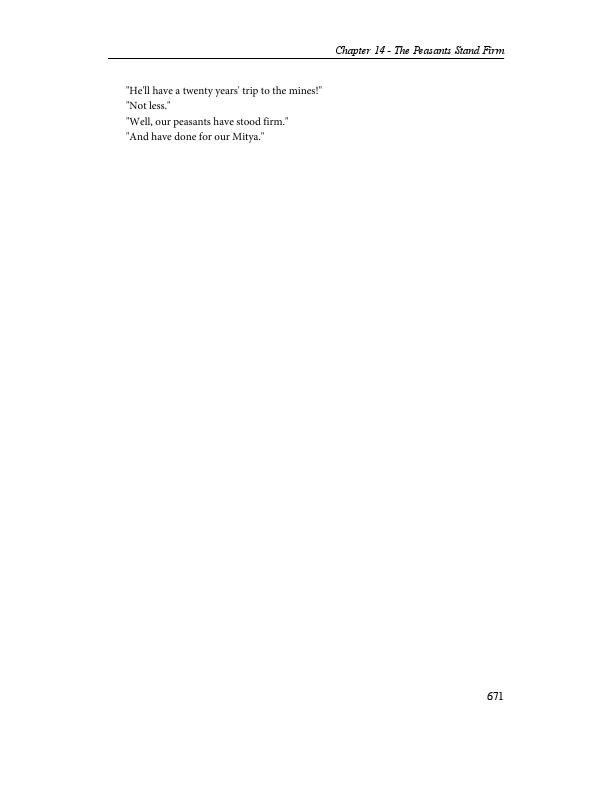 Chapter 14 - The Peasants Stand Firm
"He'll have a twenty years' trip to the mines!"
"Not less."
"Well, our peasants have stood firm."
"And have done for our Mitya."
671